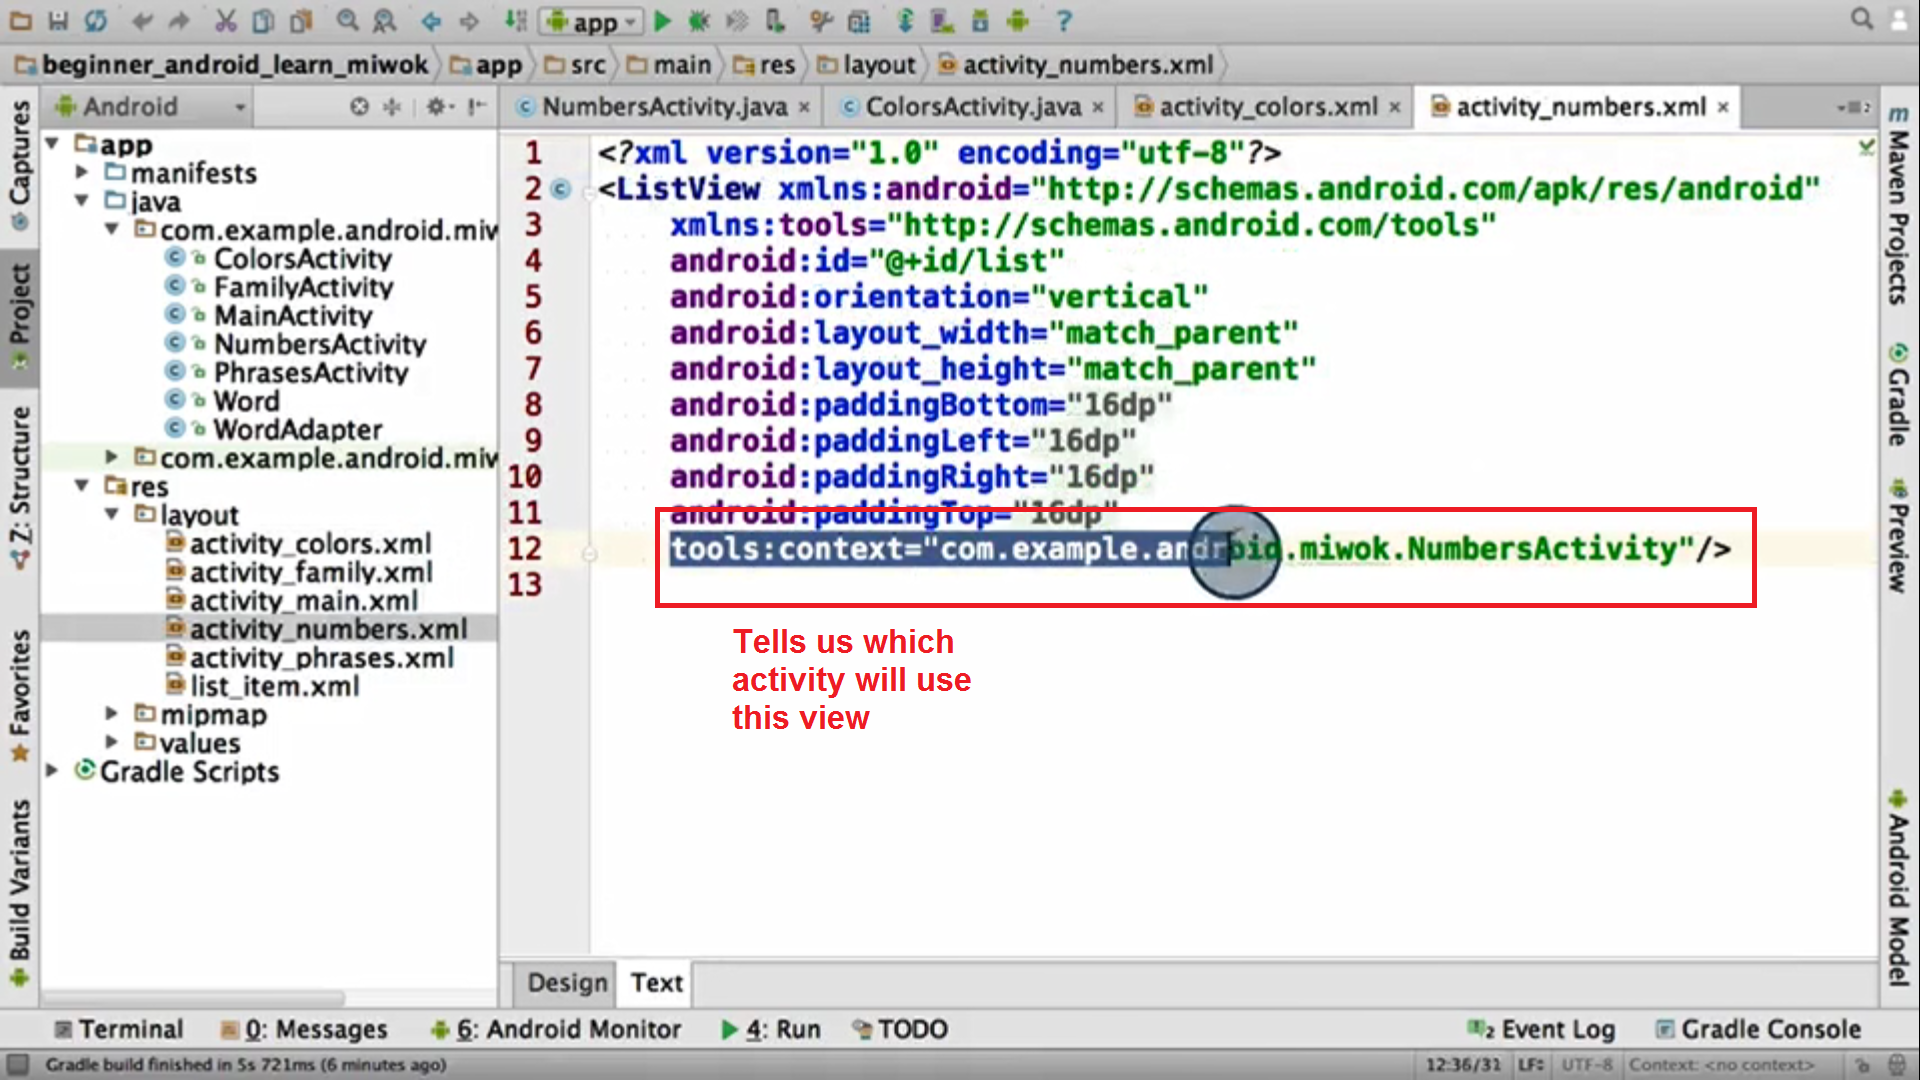 app
beginner_android_learn_miwok app src main res layout activity_numbers.xml
Captures
Project
Z: Structure
Favorites
Build Variants
Android
app
manifests
java
com.example.android.miw
ColorsActivity
FamilyActivity
MainActivity
NumbersActivity
PhrasesActivity
Word
WordAdapter
com.example.android.miw
res
layout
activity_colors.xml
activity_family.xml
activity_main.xml
activity_numbers.xml
activity_phrases.xml
list_item.xml
mipmap
values
Gradle Scripts
NumbersActivity.java ColorsActivity.java activity_colors.xml activity_numbers.xml
1 <?xml version="1.0" encoding="utf-8"?>
2 <ListView xmlns:android="http://schemas.android.com/apk/res/android"
3 xmlns:tools="http://schemas.android.com/tools"
4 android:id="@+id/list"
5 android:orientation="vertical"
6 android:layout_width="match_parent"
7 android:layout_height="match_parent"
8 android:paddingBottom="16dp"
9 android:paddingLeft="16dp"
10 android:paddingRight="16dp"
11 android:paddingTop="16dp"
12 tools:context="com.example.android.miwok.NumbersActivity"/>
13
Tells us which
activity will use
this view
Design Text
Maven Projects
Gradle
Preview
Android Model
Terminal 0: Messages 6: Android Monitor 4: Run TODO 2 Event Log Gradle Console
Gradle build finished in 5s 721ms (6 minutes ago) 12:36/31 LF UTF-8 Context: <no context>